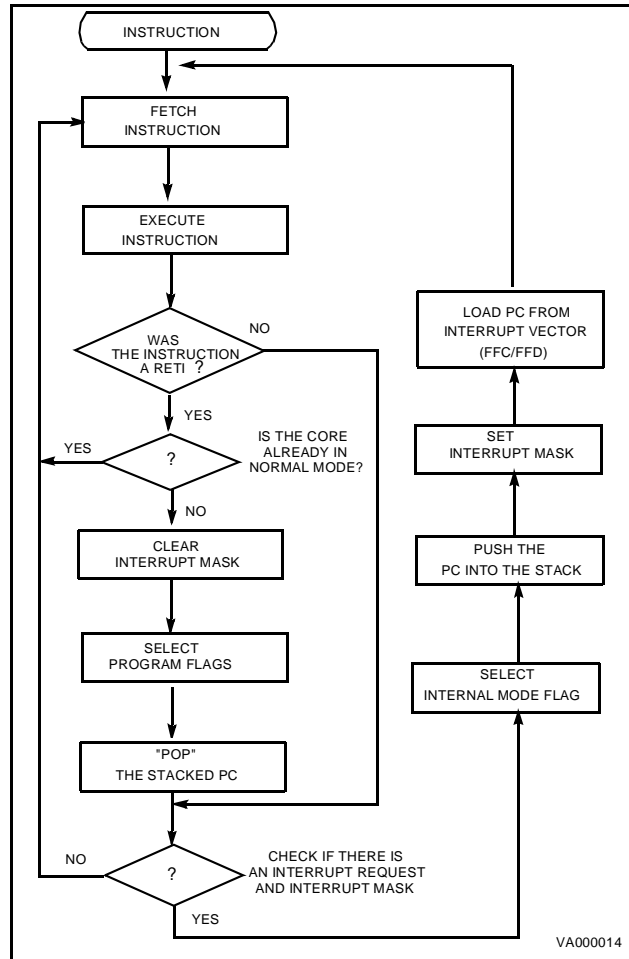 INSTRUCTION
FETCH
INSTRUCTION
EXECUTE
INSTRUCTION
WAS
THE INSTRUCTION
A RETI ?
NO
YES
?
IS THE CORE
ALREADY IN
NORMAL MODE?
YES
NO
CLEAR
INTERRUPT MASK
SELECT
PROGRAM FLAGS
"POP"
THE STACKED PC
?
CHECK IF THERE IS
AN INTERRUPT REQUEST
AND INTERRUPT MASK
NO
YES
SELECT
INTERNAL MODE FLAG
PUSH THE
PC INTO THE STACK
SET
INTERRUPT MASK
LOAD PC FROM
INTERRUPT VECTOR
(FFC/FFD)
VA000014